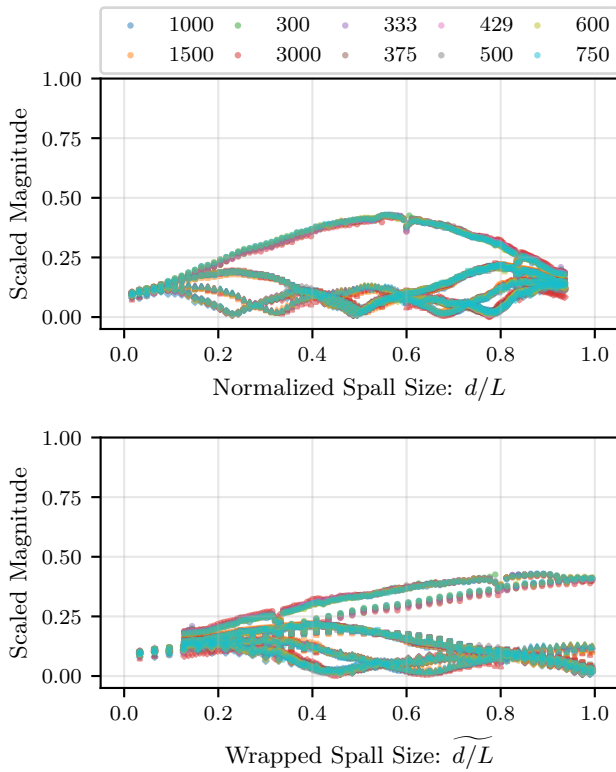 1000 300 333 429 600
1500 3000 375 500 750
1.00
0.75
0.50
0.25
0.00
Scaled Magnitude
0.0 0.2 0.4 0.6 0.8 1.0
Normalized Spall Size: d/L
1.00
0.75
0.50
0.25
0.00
Scaled Magnitude
0.0 0.2 0.4 0.6 0.8 1.0
Wrapped Spall Size: \widetilde{d/L}